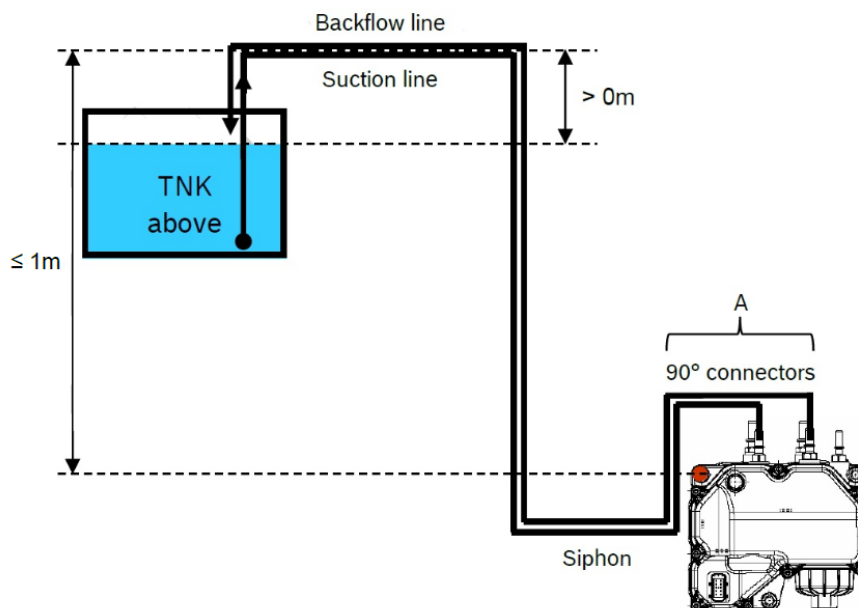 Backflow line
Suction line
> 0m
TNK
above
≤ 1m
A
90° connectors
Siphon